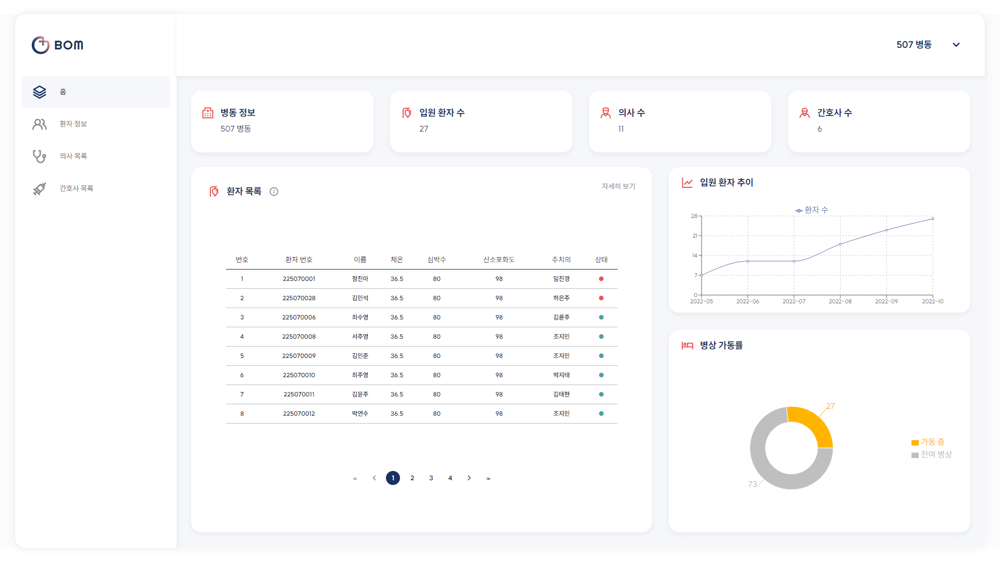 BOM
507 병동
홈
환자 정보
의사 목록
간호사 목록
병동 정보
507 병동
입원 환자 수
27
의사 수
11
간호사 수
6
환자 목록
자세히 보기
번호 환자 번호 이름 체온 심박수 산소포화도 주치의 상태
1 225070001 정진아 36.5 80 98 임진경
2 225070028 김민석 36.5 80 98 하은주
3 225070006 최수영 36.5 80 98 김륜주
4 225070008 서주영 36.5 80 98 조지민
5 225070009 김민준 36.5 80 98 조지민
6 225070010 최주영 36.5 80 98 박지태
7 225070011 김윤주 36.5 80 98 김태현
8 225070012 박연수 36.5 80 98 조지민
« ‹ 1 2 3 4 › »
입원 환자 추이
환자 수
28
21
14
7
0
2022-05 2022-06 2022-07 2022-08 2022-09 2022-10
병상 가동률
27
73
가동 중
잔여 병상